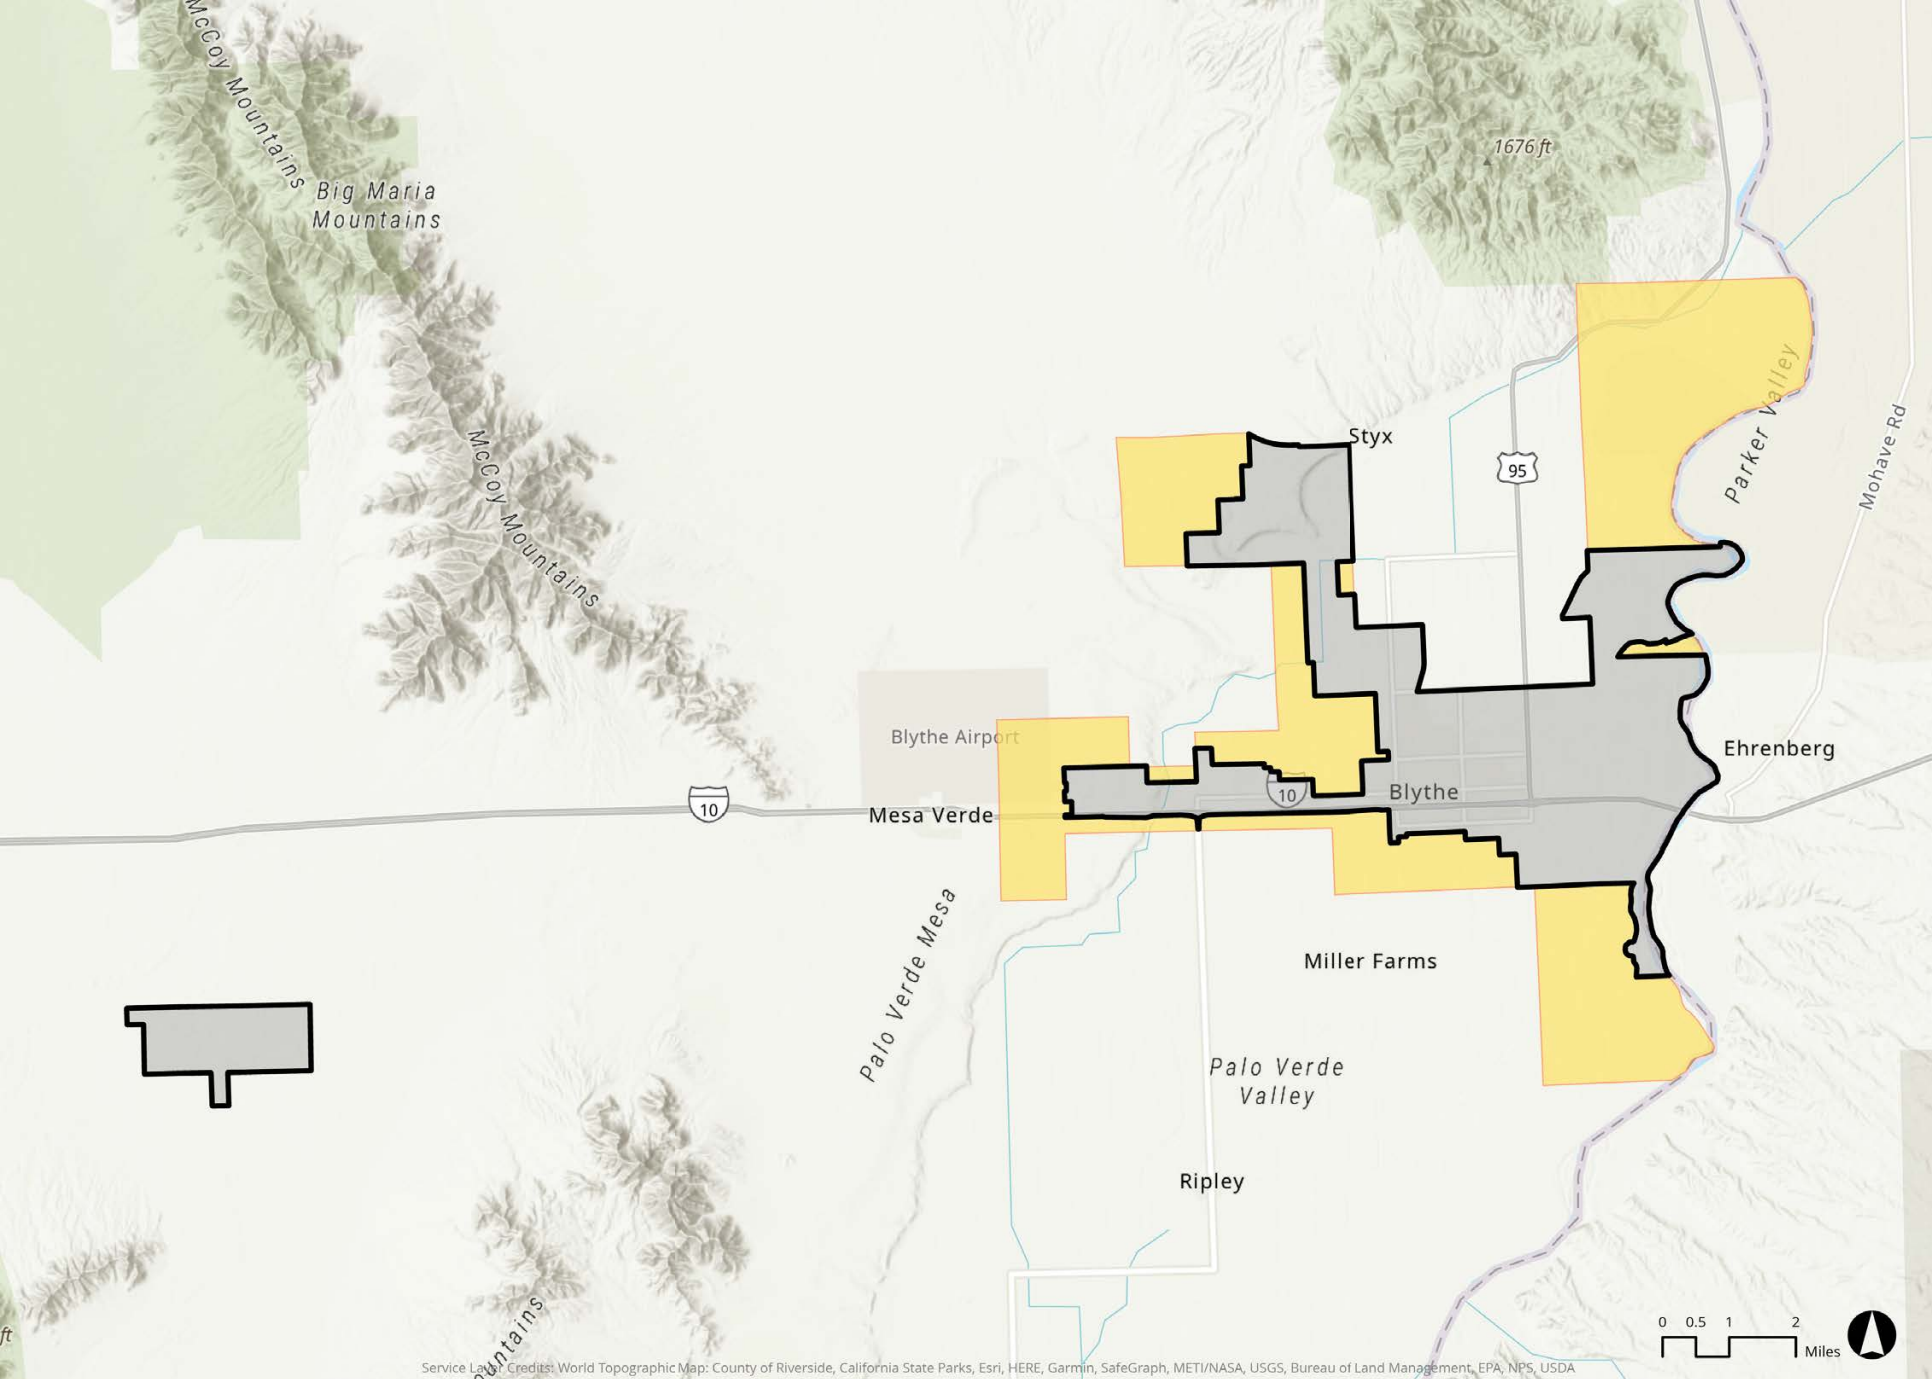 McCoy Mountains
Big Maria
Mountains
1676 ft
Parker Valley
Mohave Rd
Styx
95
McCoy Mountains
Blythe Airport
Ehrenberg
10
10
Blythe
Mesa Verde
Palo Verde Mesa
Miller Farms
Palo Verde
Valley
Ripley
ft
untains
0 0.5 1 2
Miles
Service Layer Credits: World Topographic Map: County of Riverside, California State Parks, Esri, HERE, Garmin, SafeGraph, METI/NASA, USGS, Bureau of Land Management, EPA, NPS, USDA